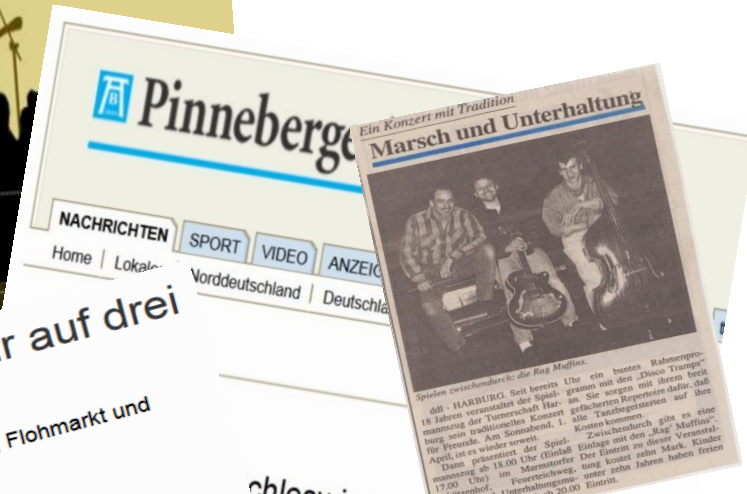 Pinneberge
NACHRICHTEN SPORT VIDEO ANZEIG
Home Lokale Norddeutschland Deutschla
r auf drei
Flohmarkt und
Ein Konzert mit Tradition
Marsch und Unterhaltung
Spielen zwischendurch: die Rag Muffins.
ddl - HARBURG. Seit bereits
18 Jahren veranstaltet der Spiel-
mannszug der Turnerschaft Har-
burg sein traditionelles Konzert
für Freunde. Am Sonnabend, 1.
April, ist es wieder soweit.
Dann präsentiert der Spiel-
mannszug ab 18.00 Uhr (Einlaß
17.00 Uhr) im Marmstorfer
Feuerteichweg,
Unterhaltungsmu-
ab 20.00
Uhr ein buntes Rahmenpro-
gramm mit den „Disco Tramps"
an. Sie sorgen mit ihrem breit
gefächerten Repertoire dafür, daß
alle Tanzbegeisterten auf ihre
Kosten kommen.
Zwischendurch gibt es eine
Einlage mit den „Rag' Muffins".
Der Eintritt zu dieser Veranstal-
tung kostet zehn Mark. Kinder
unter zehn Jahren haben freien
Eintritt.